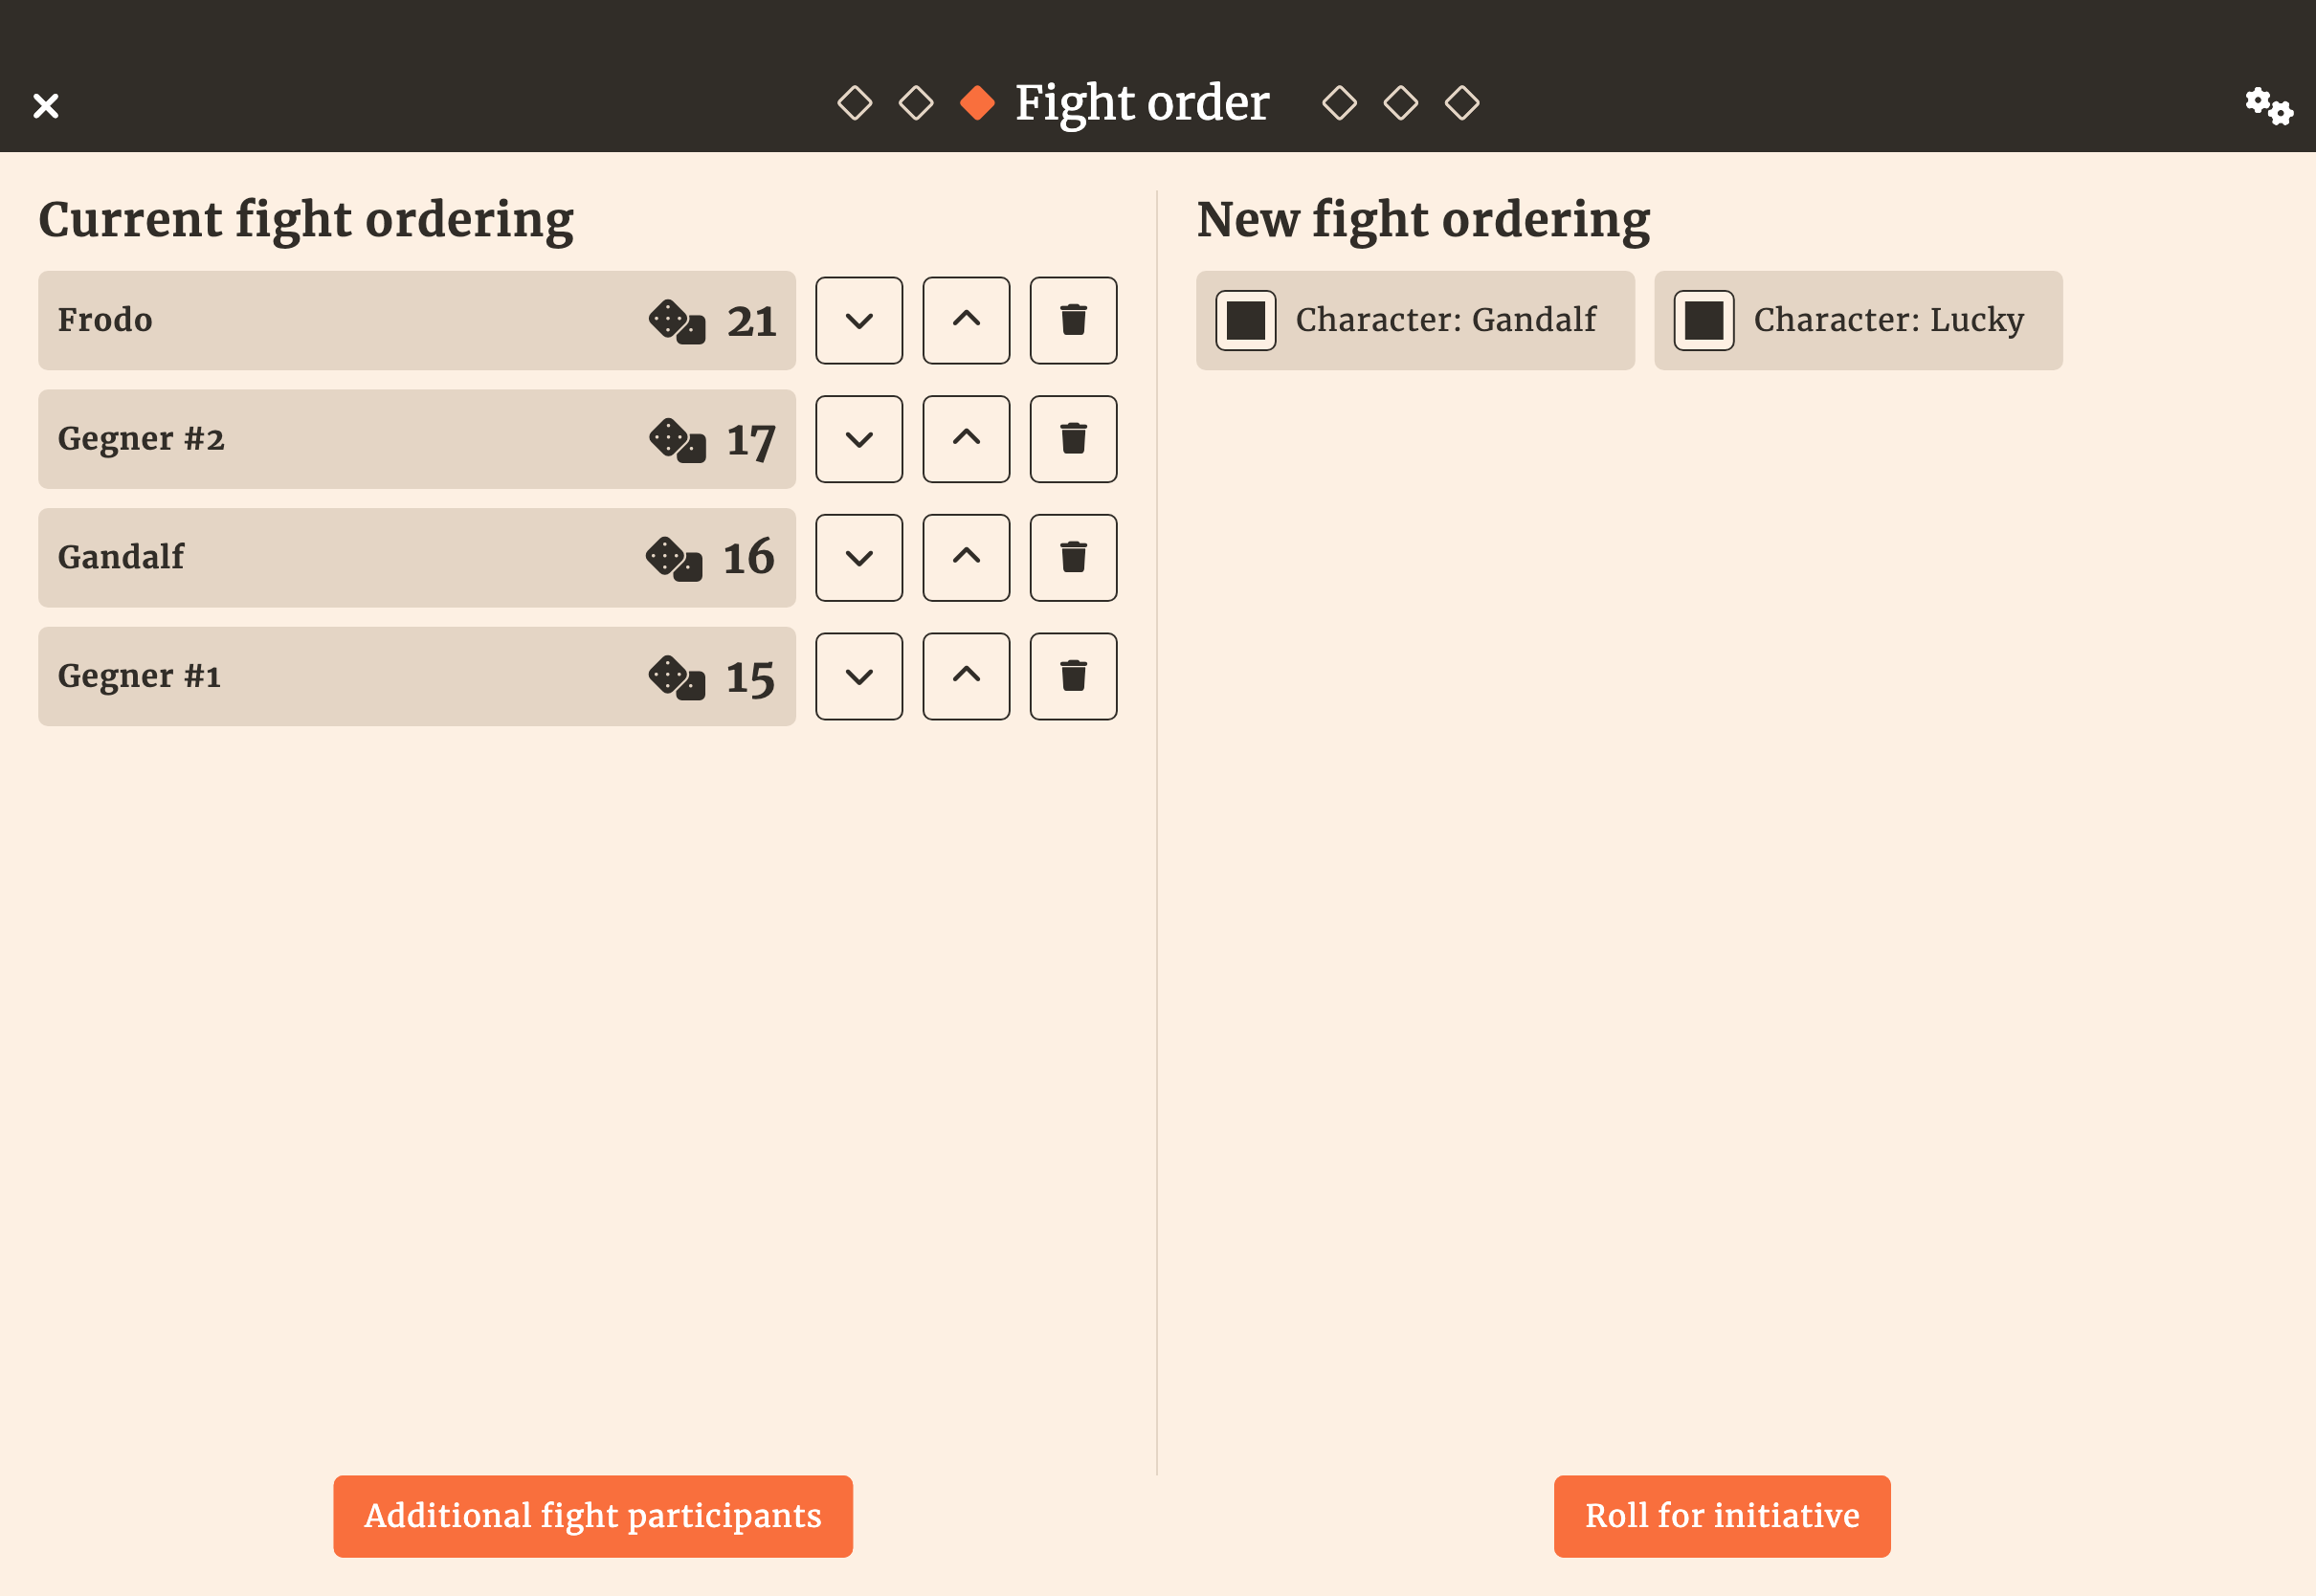 Fight order
Current fight ordering
Frodo 21
Gegner #2 17
Gandalf 16
Gegner #1 15
New fight ordering
Character: Gandalf
Character: Lucky
Additional fight participants
Roll for initiative